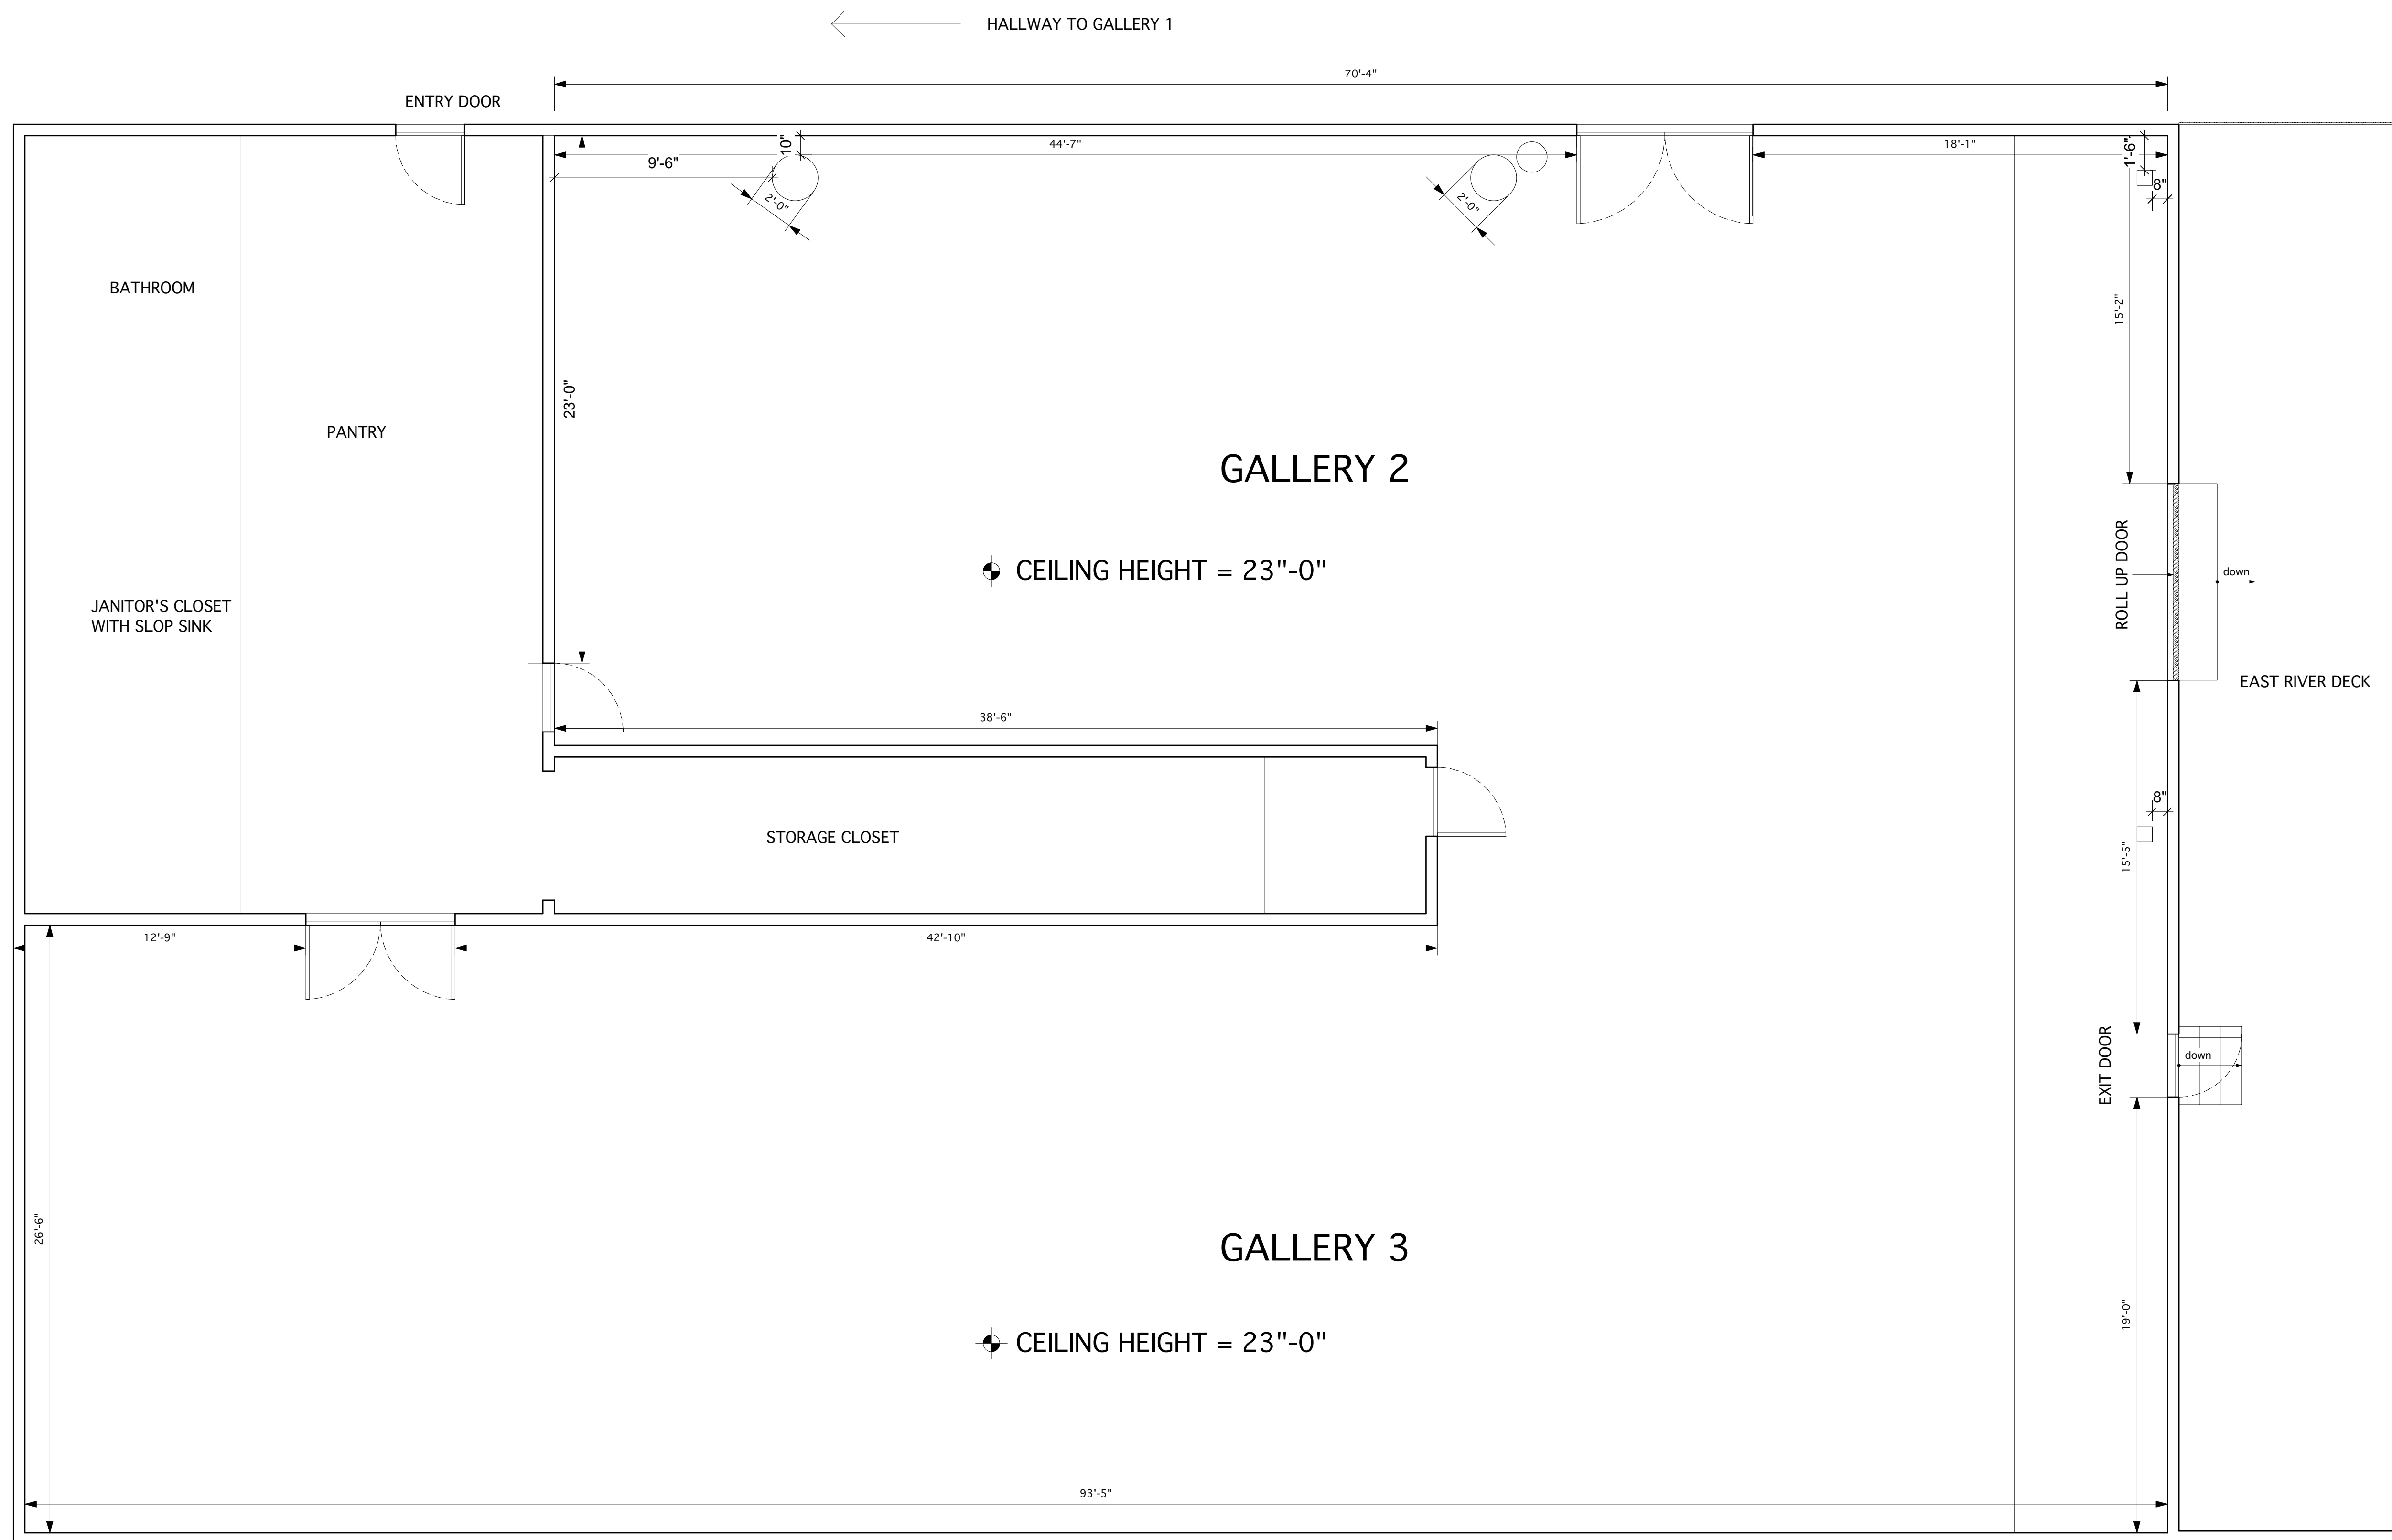 HALLWAY TO GALLERY 1
70'-4"
ENTRY DOOR
10"
9'-6"
44'-7"
18'-1"
1'-6"
8"
2'-0"
2'-0"
BATHROOM
15'-2"
23'-0"
PANTRY
GALLERY 2
CEILING HEIGHT = 23"-0"
ROLL UP DOOR
down
JANITOR'S CLOSET
WITH SLOP SINK
EAST RIVER DECK
38'-6"
8"
STORAGE CLOSET
15'-5"
12'-9"
42'-10"
EXIT DOOR
down
26'-6"
GALLERY 3
CEILING HEIGHT = 23"-0"
19'-0"
93'-5"